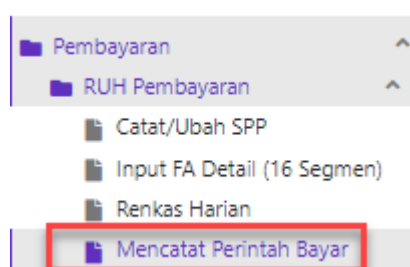 Pembayaran
RUH Pembayaran
Catat/Ubah SPP
Input FA Detail (16 Segmen)
Renkas Harian
Mencatat Perintah Bayar